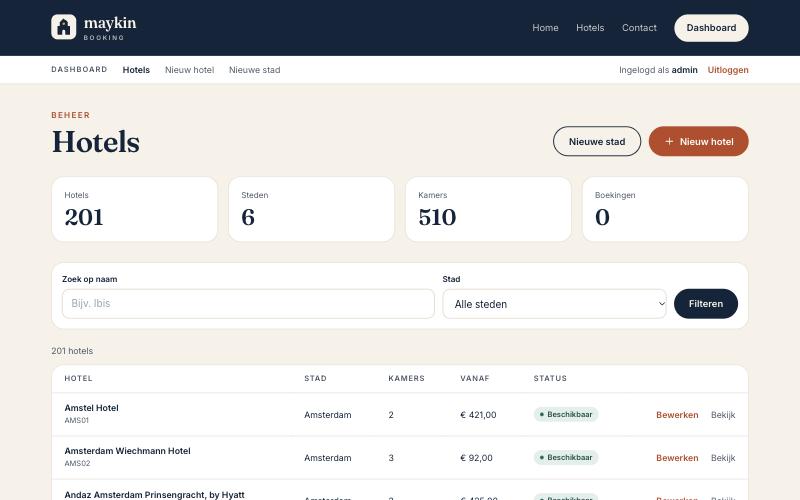 maykin
BOOKING
Home Hotels Contact Dashboard
DASHBOARD Hotels Nieuw hotel Nieuwe stad Ingelogd als admin Uitloggen
BEHEER
Hotels
Nieuwe stad + Nieuw hotel
Hotels Steden Kamers Boekingen
201 6 510 0
Zoek op naam Stad
Bijv. Ibis Alle steden Filteren
201 hotels
HOTEL STAD KAMERS VANAF STATUS
Amstel Hotel
AMS01
Amsterdam 2 € 421,00 Beschikbaar Bewerken Bekijk
Amsterdam Wiechmann Hotel
AMS02
Amsterdam 3 € 92,00 Beschikbaar Bewerken Bekijk
Andaz Amsterdam Prinsengracht, by Hyatt